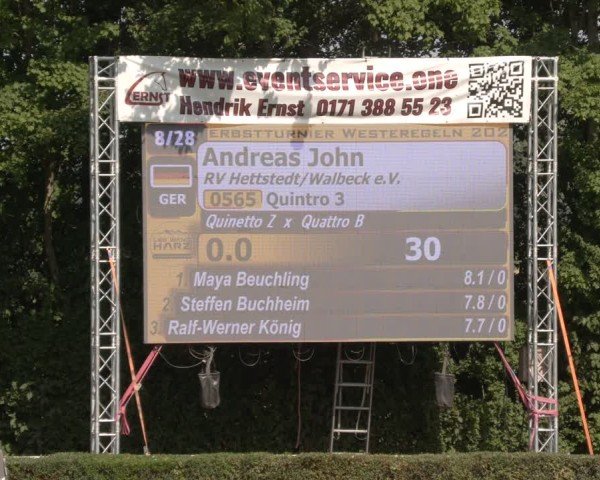 www.eventservice.one
ERNST
Hendrik Ernst 0171 388 55 23
8/28
HERBSTTURNIER WESTEREGELN 202
GER
Andreas John
RV Hettstedt/Walbeck e.V.
0565 Quintro 3
Quinetto Z x Quattro B
HARZ
0.0 30
1 Maya Beuchling 8.1 / 0
2 Steffen Buchheim 7.8 / 0
3 Ralf-Werner König 7.7 / 0